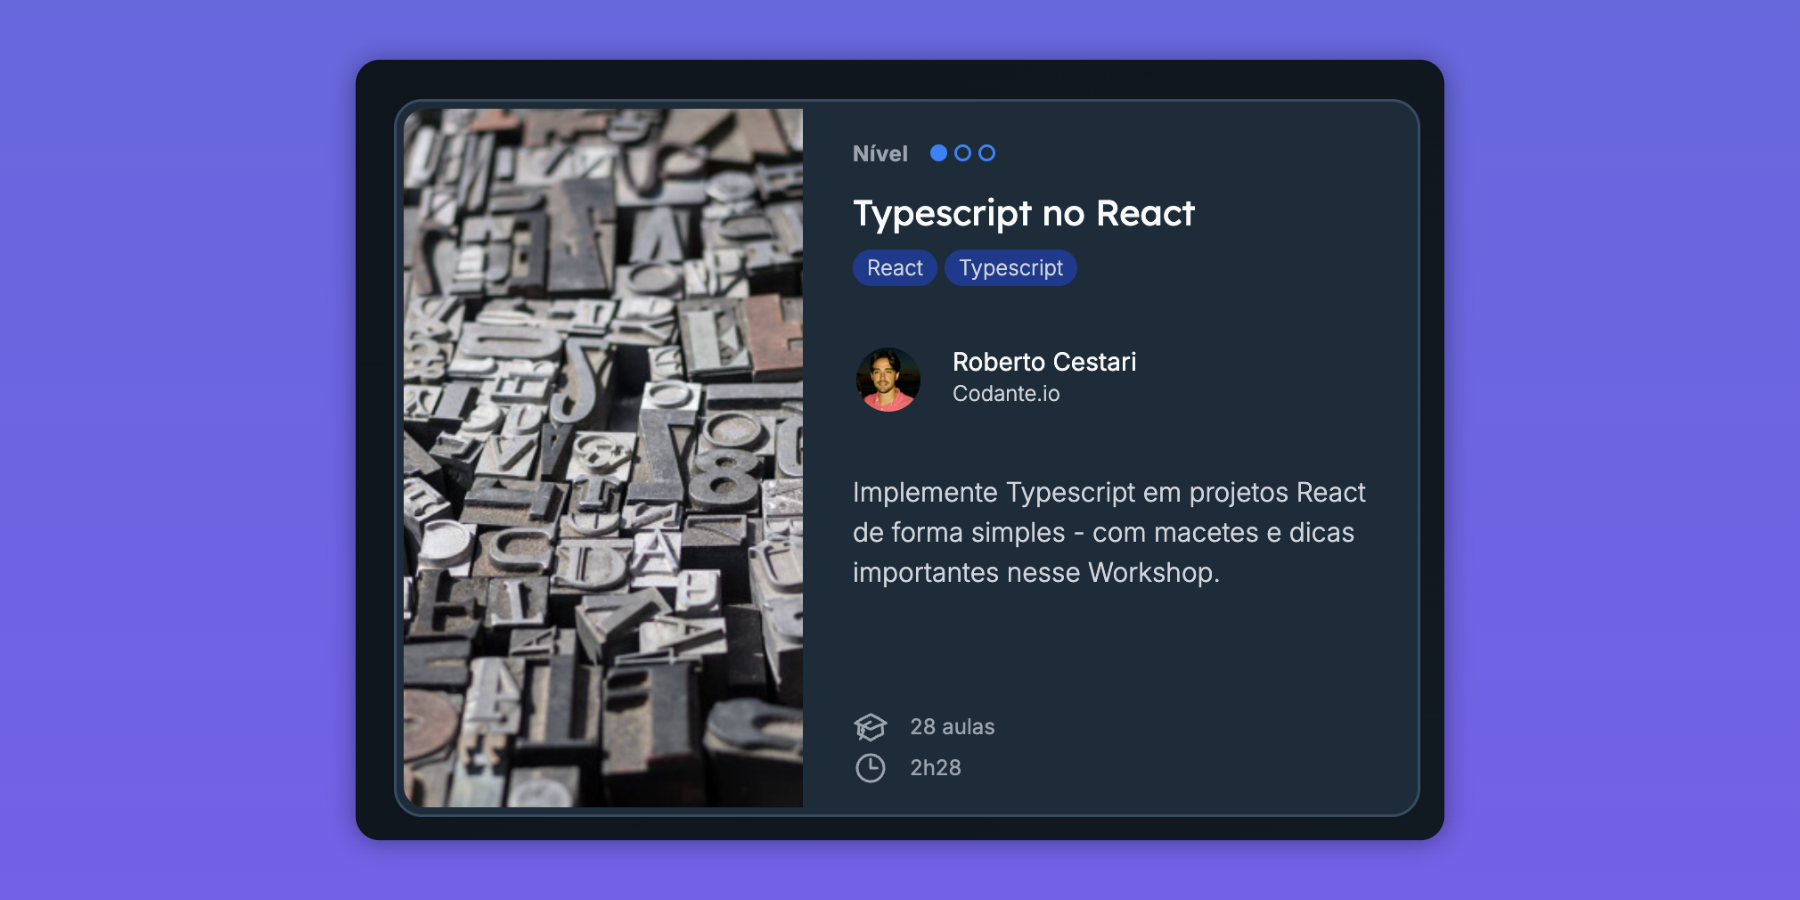 Nível
Typescript no React
React Typescript
Roberto Cestari
Codante.io
Implemente Typescript em projetos React
de forma simples - com macetes e dicas
importantes nesse Workshop.
28 aulas
2h28